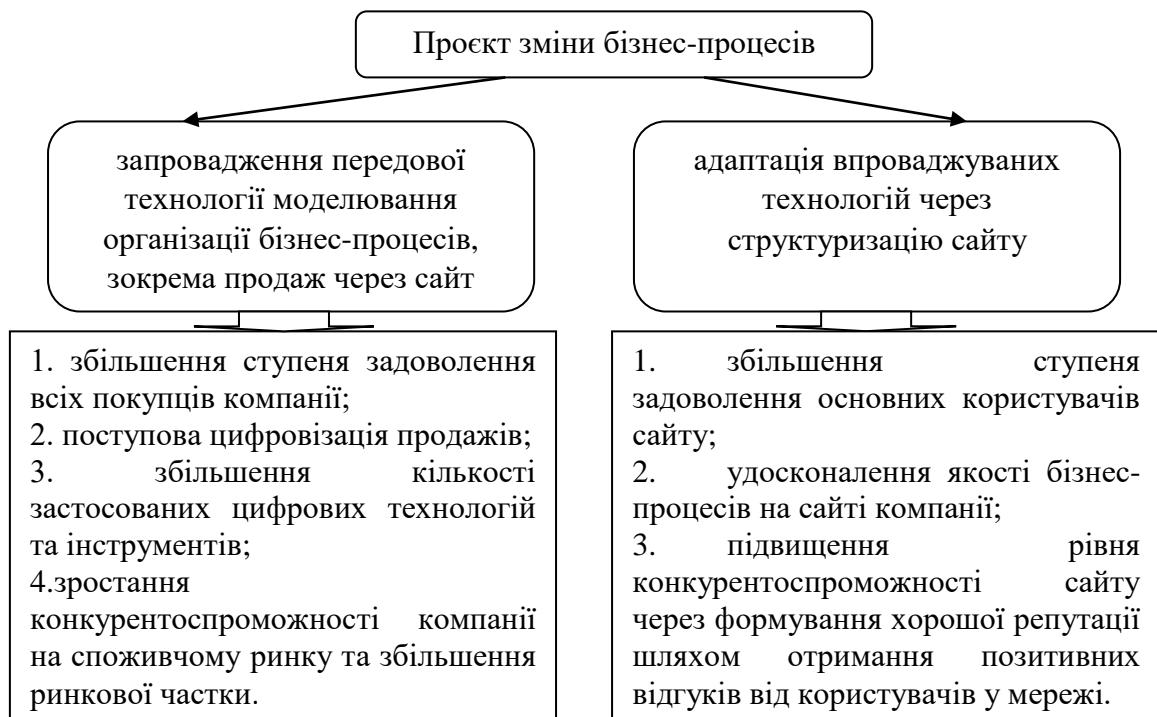 Проєкт зміни бізнес-процесів
запровадження передової
технології моделювання
організації бізнес-процесів,
зокрема продаж через сайт
адаптація впроваджуваних
технологій через
структуризацію сайту
1. збільшення ступеня задоволення
всіх покупців компанії;
2. поступова цифровізація продажів;
3. збільшення кількості
застосованих цифрових технологій
та інструментів;
4.зростання
конкурентоспроможності компанії
на споживчому ринку та збільшення
ринкової частки.
1. збільшення ступеня
задоволення основних користувачів
сайту;
2. удосконалення якості бізнес-
процесів на сайті компанії;
3. підвищення рівня
конкурентоспроможності сайту
через формування хорошої репутації
шляхом отримання позитивних
відгуків від користувачів у мережі.